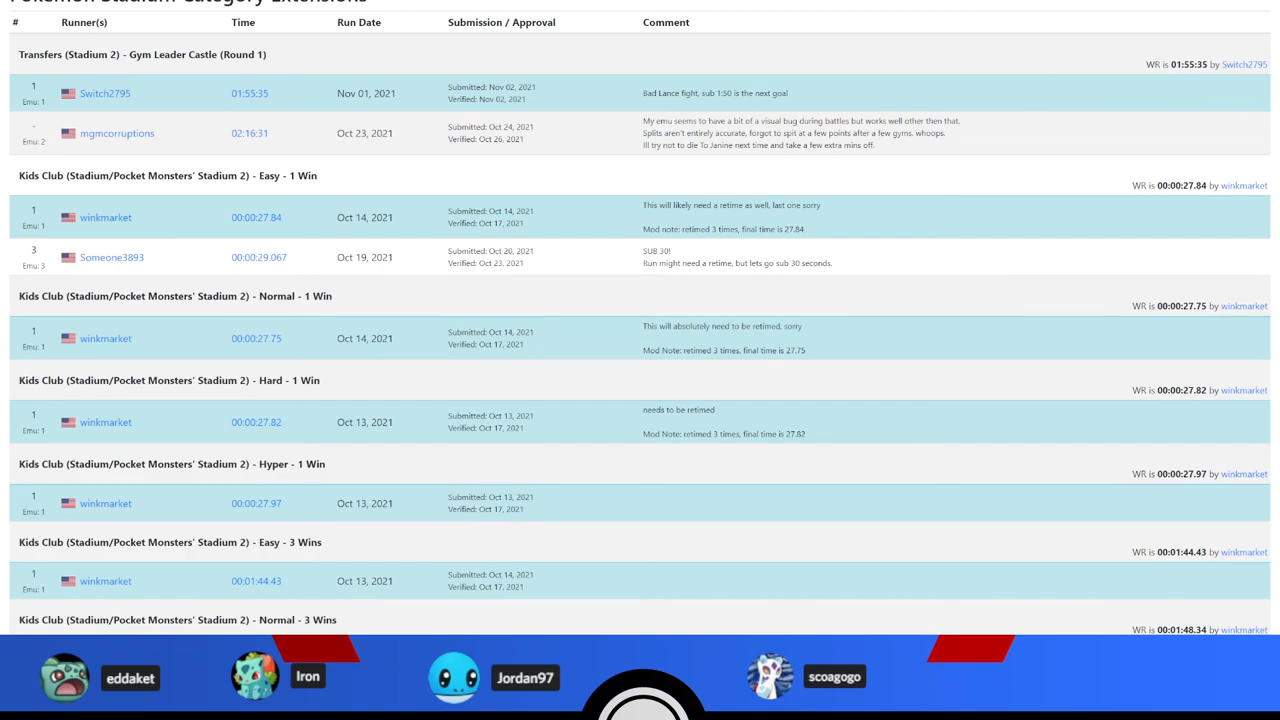 Pokémon Stadium Category Extensions
# Runner(s) Time Run Date Submission / Approval Comment
Transfers (Stadium 2) - Gym Leader Castle (Round 1)
WR is 01:55:35 by Switch2795
1 Emu: 1 Switch2795 01:55:35 Nov 01, 2021 Submitted: Nov 02, 2021 Bad Lance fight, sub 1:50 is the next goal
Verified: Nov 02, 2021
- Emu: 2 mgmcorruptions 02:16:31 Oct 23, 2021 Submitted: Oct 24, 2021 My emu seems to have a bit of a visual bug during battles but works well other then that.
Verified: Oct 26, 2021 Splits aren't entirely accurate, forgot to spit at a few points after a few gyms. whoops.
Ill try not to die To Janine next time and take a few extra mins off.
Kids Club (Stadium/Pocket Monsters' Stadium 2) - Easy - 1 Win
WR is 00:00:27.84 by winkmarket
1 Emu: 1 winkmarket 00:00:27.84 Oct 14, 2021 Submitted: Oct 14, 2021 This will likely need a retime as well, last one sorry
Verified: Oct 17, 2021 Mod note: retimed 3 times, final time is 27.84
3 Emu: 3 Someone3893 00:00:29.067 Oct 19, 2021 Submitted: Oct 20, 2021 SUB 30!
Verified: Oct 23, 2021 Run might need a retime, but lets go sub 30 seconds.
Kids Club (Stadium/Pocket Monsters' Stadium 2) - Normal - 1 Win
WR is 00:00:27.75 by winkmarket
1 Emu: 1 winkmarket 00:00:27.75 Oct 14, 2021 Submitted: Oct 14, 2021 This will absolutely need to be retimed, sorry
Verified: Oct 17, 2021 Mod Note: retimed 3 times, final time is 27.75
Kids Club (Stadium/Pocket Monsters' Stadium 2) - Hard - 1 Win
WR is 00:00:27.82 by winkmarket
1 Emu: 1 winkmarket 00:00:27.82 Oct 13, 2021 Submitted: Oct 13, 2021 needs to be retimed
Verified: Oct 17, 2021 Mod Note: retimed 3 times, final time is 27.82
Kids Club (Stadium/Pocket Monsters' Stadium 2) - Hyper - 1 Win
WR is 00:00:27.97 by winkmarket
1 Emu: 1 winkmarket 00:00:27.97 Oct 13, 2021 Submitted: Oct 13, 2021
Verified: Oct 17, 2021
Kids Club (Stadium/Pocket Monsters' Stadium 2) - Easy - 3 Wins
WR is 00:01:44.43 by winkmarket
1 Emu: 1 winkmarket 00:01:44.43 Oct 13, 2021 Submitted: Oct 14, 2021
Verified: Oct 17, 2021
Kids Club (Stadium/Pocket Monsters' Stadium 2) - Normal - 3 Wins
WR is 00:01:48.34 by winkmarket
eddaket Iron Jordan97 scoagogo